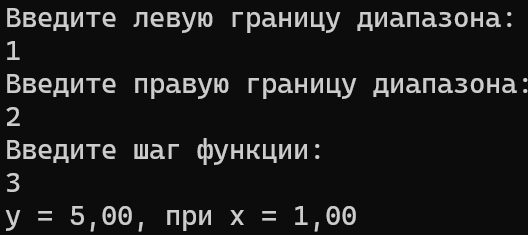 Введите левую границу диапазона:
1
Введите правую границу диапазона:
2
Введите шаг функции:
3
y = 5,00, при x = 1,00